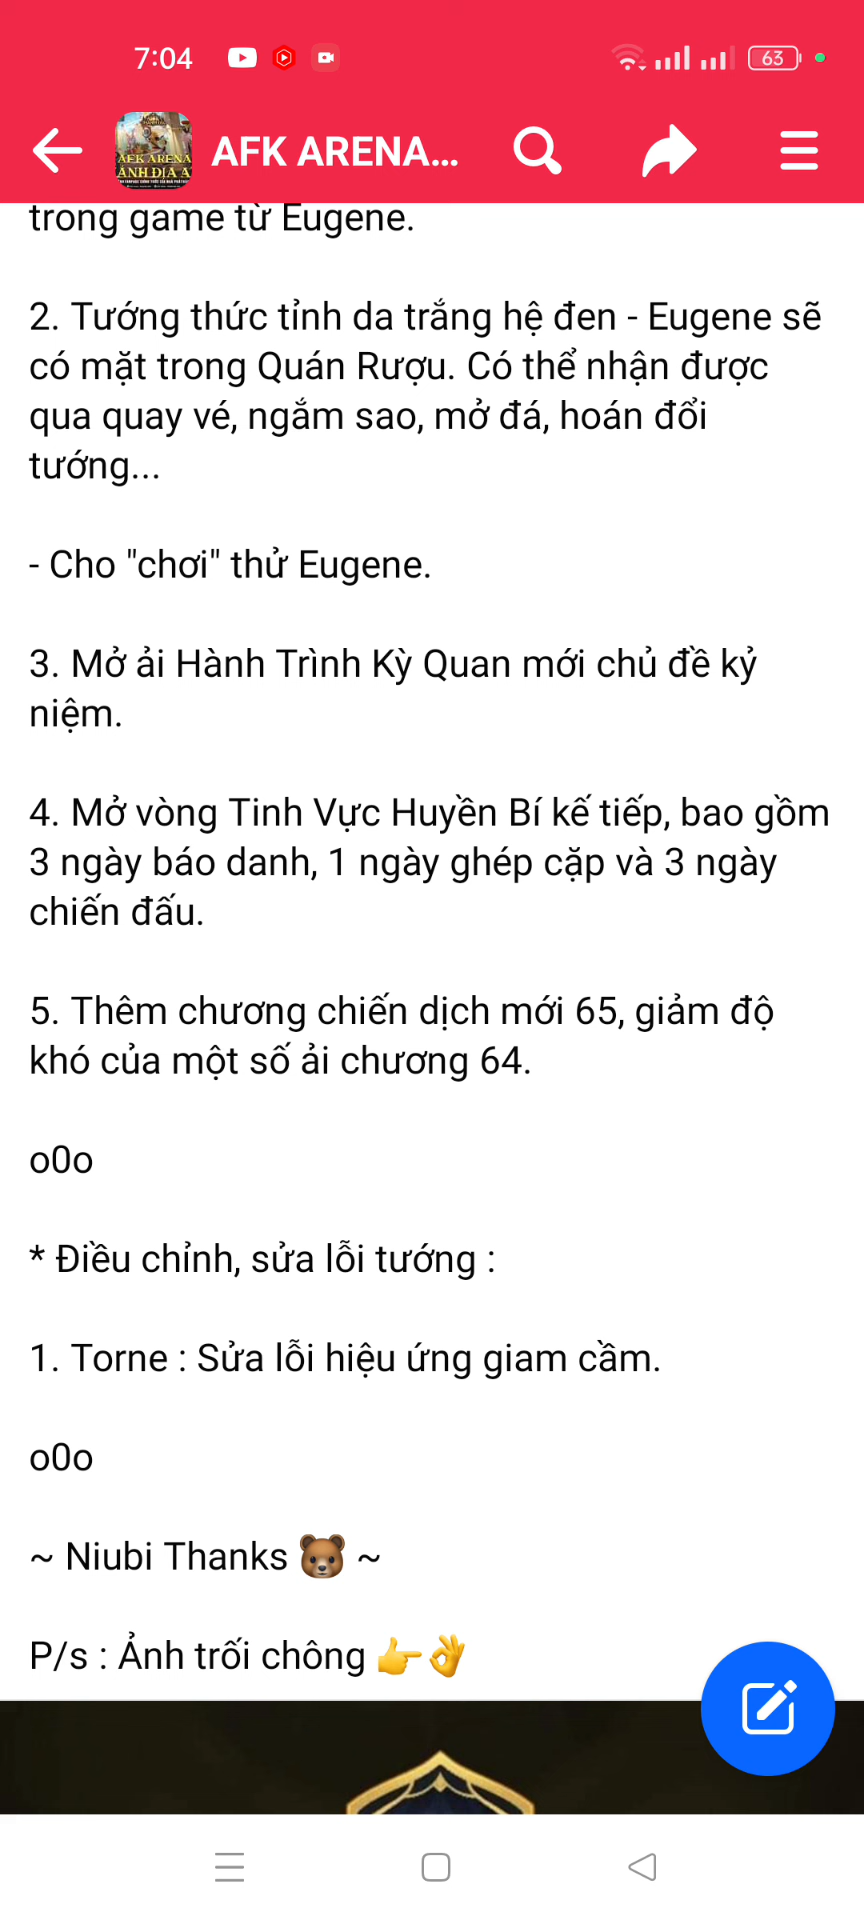 7:04
63
AFK ARENA...
AFK ARENA
ÁNH ĐỊA A
trong game từ Eugene.
2. Tướng thức tỉnh da trắng hệ đen - Eugene sẽ
có mặt trong Quán Rượu. Có thể nhận được
qua quay vé, ngắm sao, mở đá, hoán đổi
tướng...
- Cho "chơi" thử Eugene.
3. Mở ải Hành Trình Kỳ Quan mới chủ đề kỷ
niệm.
4. Mở vòng Tinh Vực Huyền Bí kế tiếp, bao gồm
3 ngày báo danh, 1 ngày ghép cặp và 3 ngày
chiến đấu.
5. Thêm chương chiến dịch mới 65, giảm độ
khó của một số ải chương 64.
o0o
* Điều chỉnh, sửa lỗi tướng :
1. Torne : Sửa lỗi hiệu ứng giam cầm.
o0o
~ Niubi Thanks 🐻 ~
P/s : Ảnh trối chông 👉👌